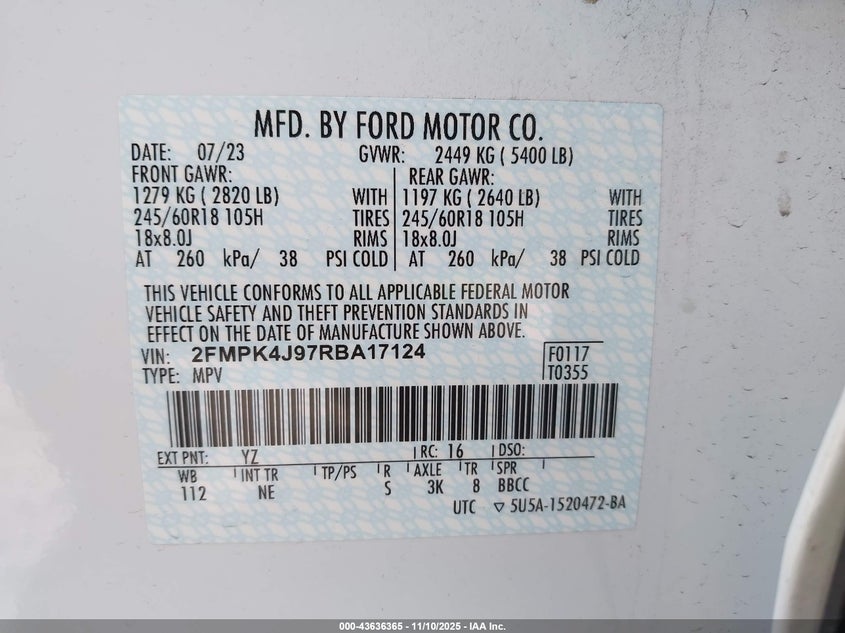 MFD. BY FORD MOTOR CO.
DATE: 07/23 GVWR: 2449 KG ( 5400 LB)
FRONT GAWR: REAR GAWR:
1279 KG ( 2820 LB) WITH 1197 KG ( 2640 LB) WITH
245/60R18 105H TIRES 245/60R18 105H TIRES
18x8.0J RIMS 18x8.0J RIMS
AT 260 kPa/ 38 PSI COLD AT 260 kPa/ 38 PSI COLD
THIS VEHICLE CONFORMS TO ALL APPLICABLE FEDERAL MOTOR
VEHICLE SAFETY AND THEFT PREVENTION STANDARDS IN
EFFECT ON THE DATE OF MANUFACTURE SHOWN ABOVE.
VIN: 2FMPK4J97RBA17124 F0117
TYPE: MPV T0355
EXT PNT: YZ RC: 16 DSO:
WB INT TR TP/PS R AXLE TR SPR
112 NE S 3K 8 BBCC
UTC ▽ 5U5A-1520472-BA
000-43636365 - 11/10/2025 - IAA Inc.